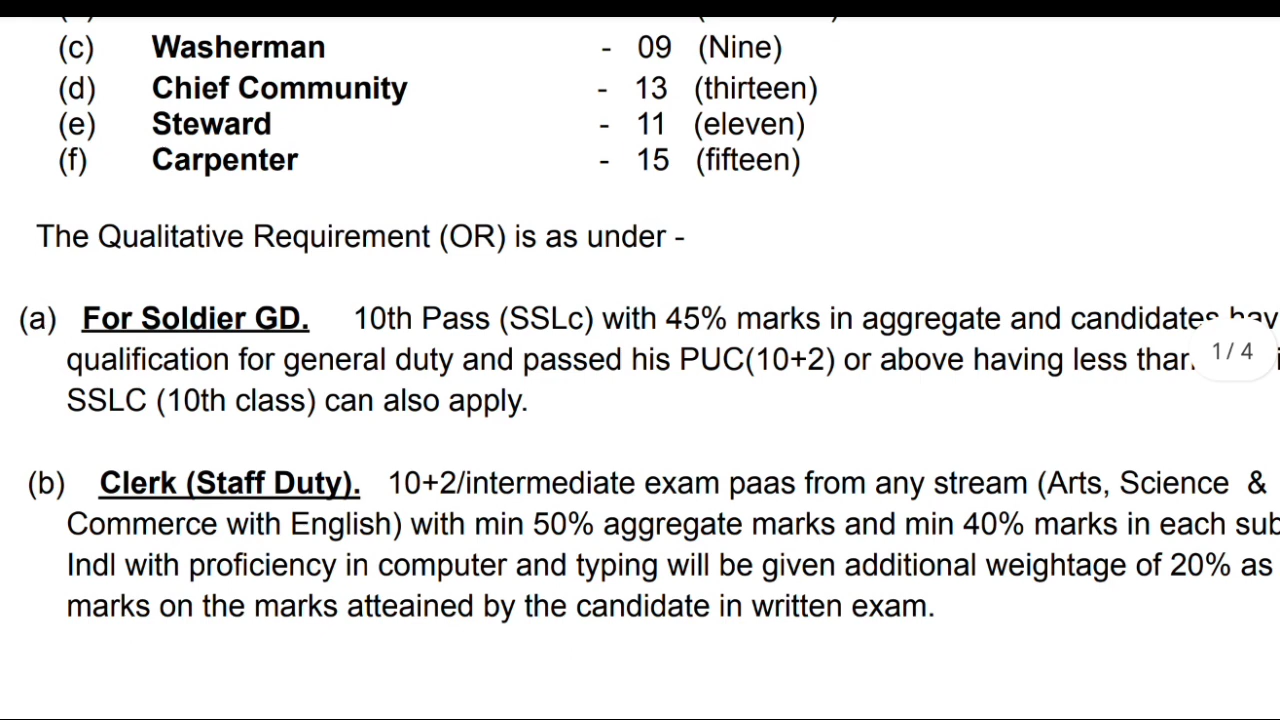 (c) Washerman - 09 (Nine)
(d) Chief Community - 13 (thirteen)
(e) Steward - 11 (eleven)
(f) Carpenter - 15 (fifteen)
The Qualitative Requirement (OR) is as under -
(a) For Soldier GD. 10th Pass (SSLc) with 45% marks in aggregate and candidates
qualification for general duty and passed his PUC(10+2) or above having less than
1 / 4
SSLC (10th class) can also apply.
(b) Clerk (Staff Duty). 10+2/intermediate exam paas from any stream (Arts, Science &
Commerce with English) with min 50% aggregate marks and min 40% marks in each
Indl with proficiency in computer and typing will be given additional weightage of 20% as
marks on the marks atteained by the candidate in written exam.